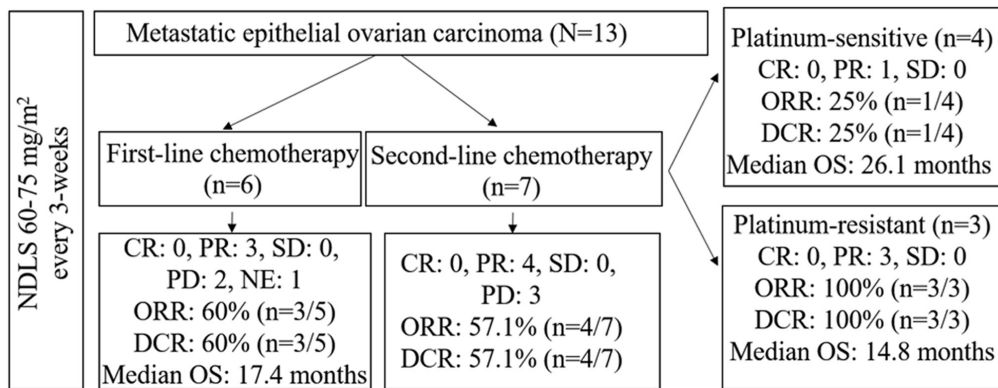 NDLS 60-75 mg/m²
every 3-weeks
Metastatic epithelial ovarian carcinoma (N=13)
First-line chemotherapy
(n=6)
Second-line chemotherapy
(n=7)
CR: 0, PR: 3, SD: 0,
PD: 2, NE: 1
ORR: 60% (n=3/5)
DCR: 60% (n=3/5)
Median OS: 17.4 months
CR: 0, PR: 4, SD: 0,
PD: 3
ORR: 57.1% (n=4/7)
DCR: 57.1% (n=4/7)
Platinum-sensitive (n=4)
CR: 0, PR: 1, SD: 0
ORR: 25% (n=1/4)
DCR: 25% (n=1/4)
Median OS: 26.1 months
Platinum-resistant (n=3)
CR: 0, PR: 3, SD: 0
ORR: 100% (n=3/3)
DCR: 100% (n=3/3)
Median OS: 14.8 months